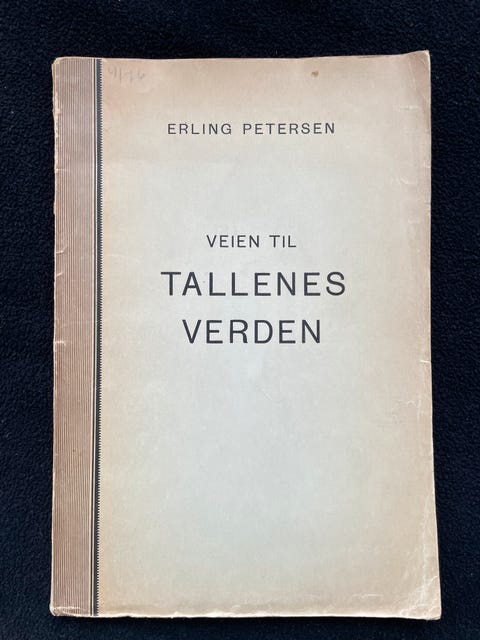 ERLING PETERSEN
VEIEN TIL
TALLENES
VERDEN